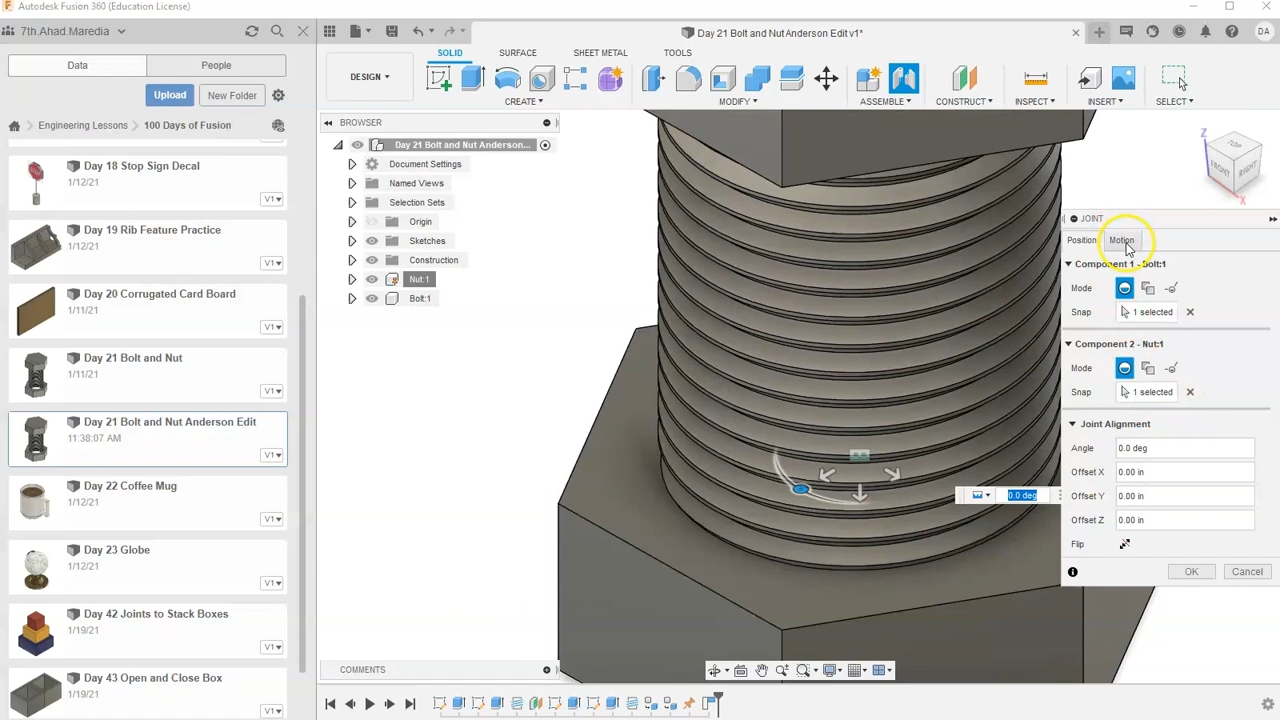 Autodesk Fusion 360 (Education License)
7th.Ahad.Maredia
Day 21 Bolt and Nut Anderson Edit v1*
DA
Data
People
Upload
New Folder
Engineering Lessons
100 Days of Fusion
Day 18 Stop Sign Decal
1/12/21
V1
Day 19 Rib Feature Practice
1/12/21
V1
Day 20 Corrugated Card Board
1/11/21
V1
Day 21 Bolt and Nut
1/11/21
V1
Day 21 Bolt and Nut Anderson Edit
11:38:07 AM
V1
Day 22 Coffee Mug
1/12/21
V1
Day 23 Globe
1/12/21
V1
Day 42 Joints to Stack Boxes
1/19/21
V1
Day 43 Open and Close Box
1/19/21
V1
DESIGN
SOLID
SURFACE
SHEET METAL
TOOLS
CREATE
MODIFY
ASSEMBLE
CONSTRUCT
INSPECT
INSERT
SELECT
BROWSER
Day 21 Bolt and Nut Anderson...
Document Settings
Named Views
Selection Sets
Origin
Sketches
Construction
Nut:1
Bolt:1
TOP
FRONT
RIGHT
Z
X
0.0 deg
JOINT
Position
Motion
Component 1 - Bolt:1
Mode
Snap
1 selected
Component 2 - Nut:1
Mode
Snap
1 selected
Joint Alignment
Angle
0.0 deg
Offset X
0.00 in
Offset Y
0.00 in
Offset Z
0.00 in
Flip
OK
Cancel
COMMENTS